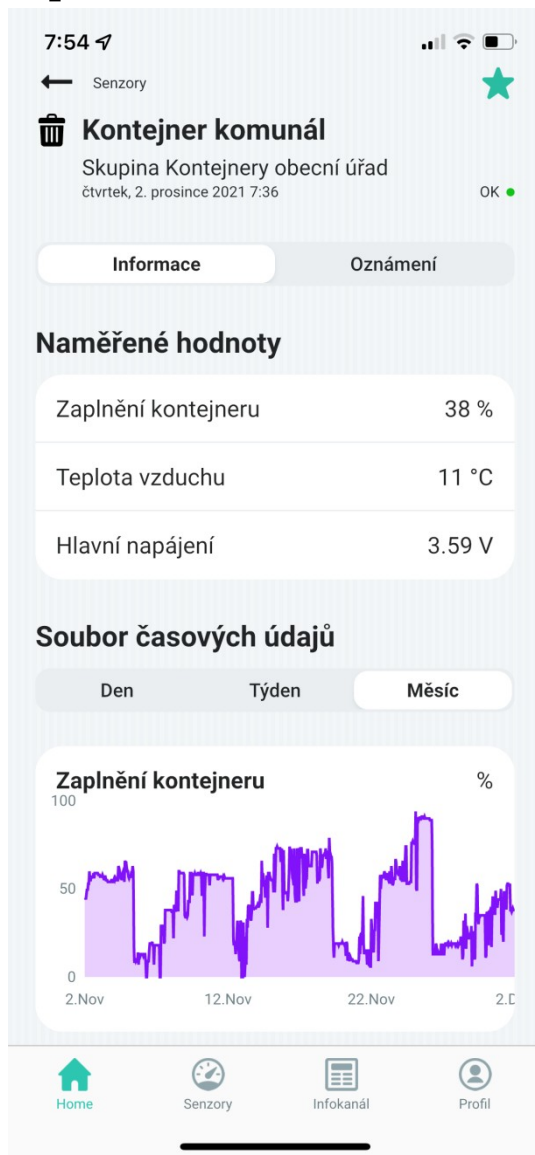 7:54
Senzory
Kontejner komunál
Skupina Kontejnery obecní úřad
čtvrtek, 2. prosince 2021 7:36
OK
Informace Oznámení
Naměřené hodnoty
Zaplnění kontejneru 38 %
Teplota vzduchu 11 °C
Hlavní napájení 3.59 V
Soubor časových údajů
Den Týden Měsíc
Zaplnění kontejneru %
100
50
0
2.Nov 12.Nov 22.Nov 2.D
Home Senzory Infokanál Profil